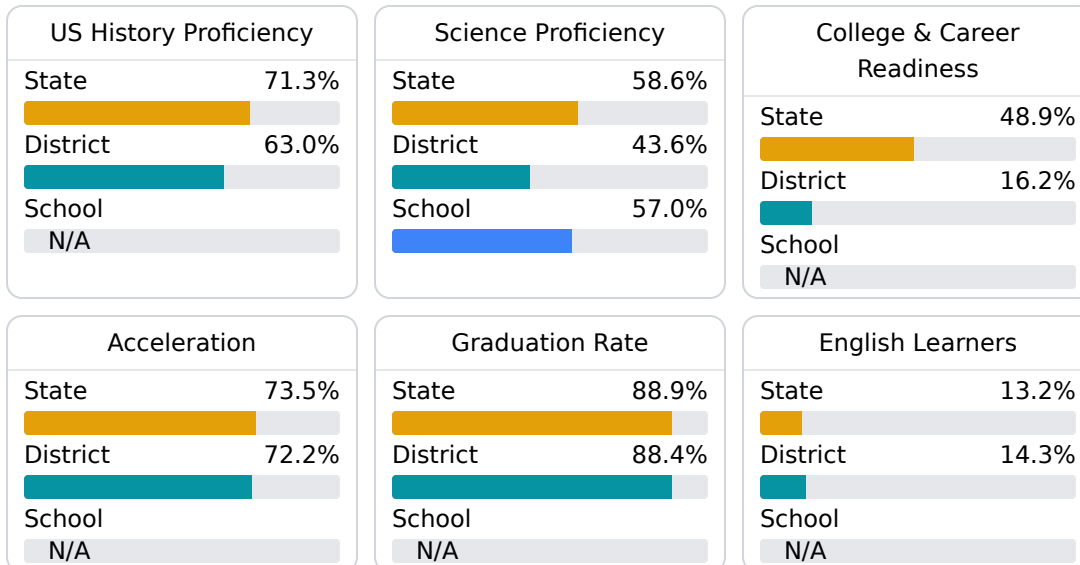 US History Proficiency
State 71.3%
District 63.0%
School
N/A
Science Proficiency
State 58.6%
District 43.6%
School 57.0%
College & Career
Readiness
State 48.9%
District 16.2%
School
N/A
Acceleration
State 73.5%
District 72.2%
School
N/A
Graduation Rate
State 88.9%
District 88.4%
School
N/A
English Learners
State 13.2%
District 14.3%
School
N/A